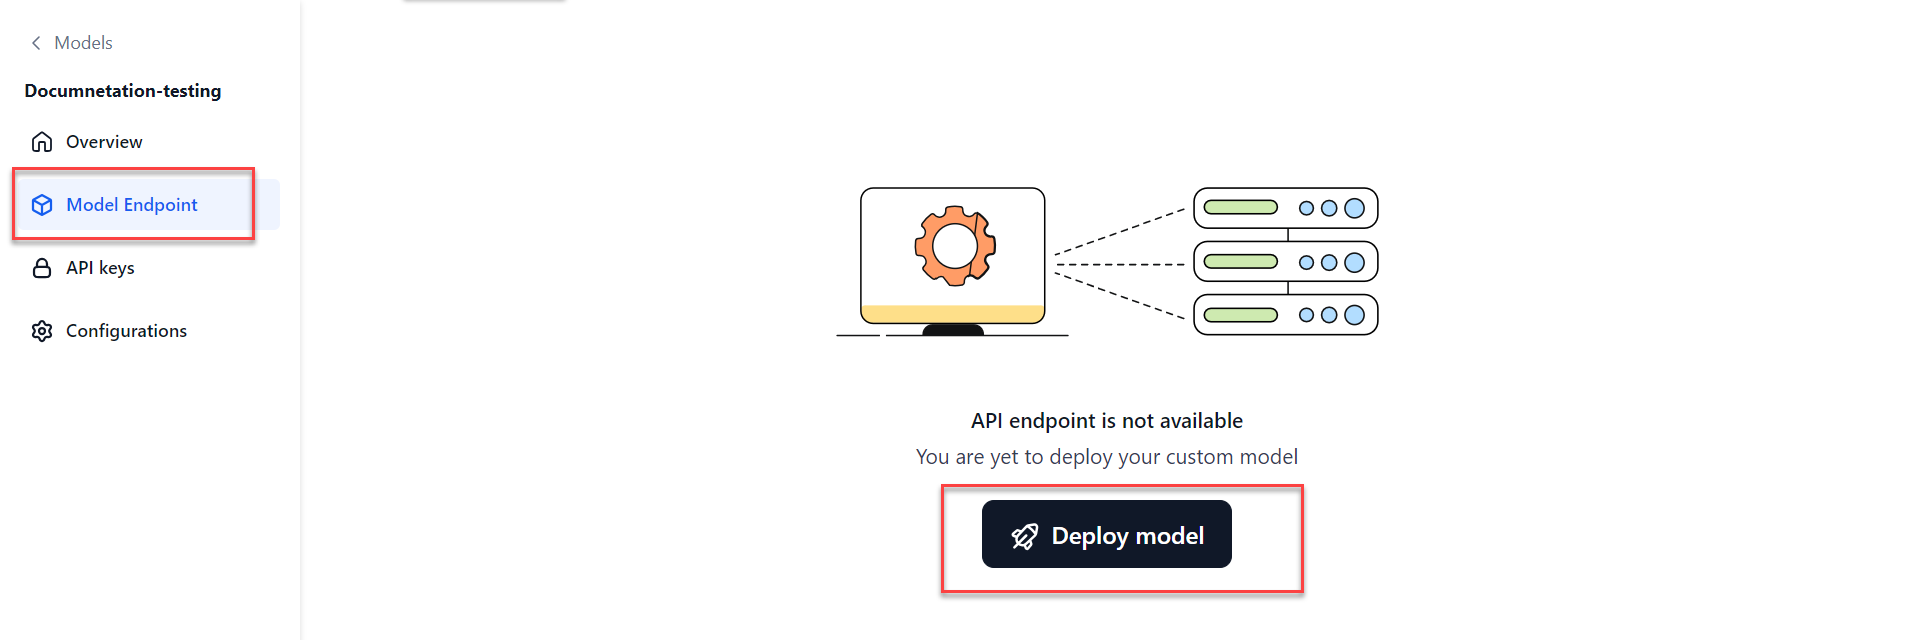 Models
Documnetation-testing
Overview
Model Endpoint
API keys
Configurations
API endpoint is not available
You are yet to deploy your custom model
Deploy model